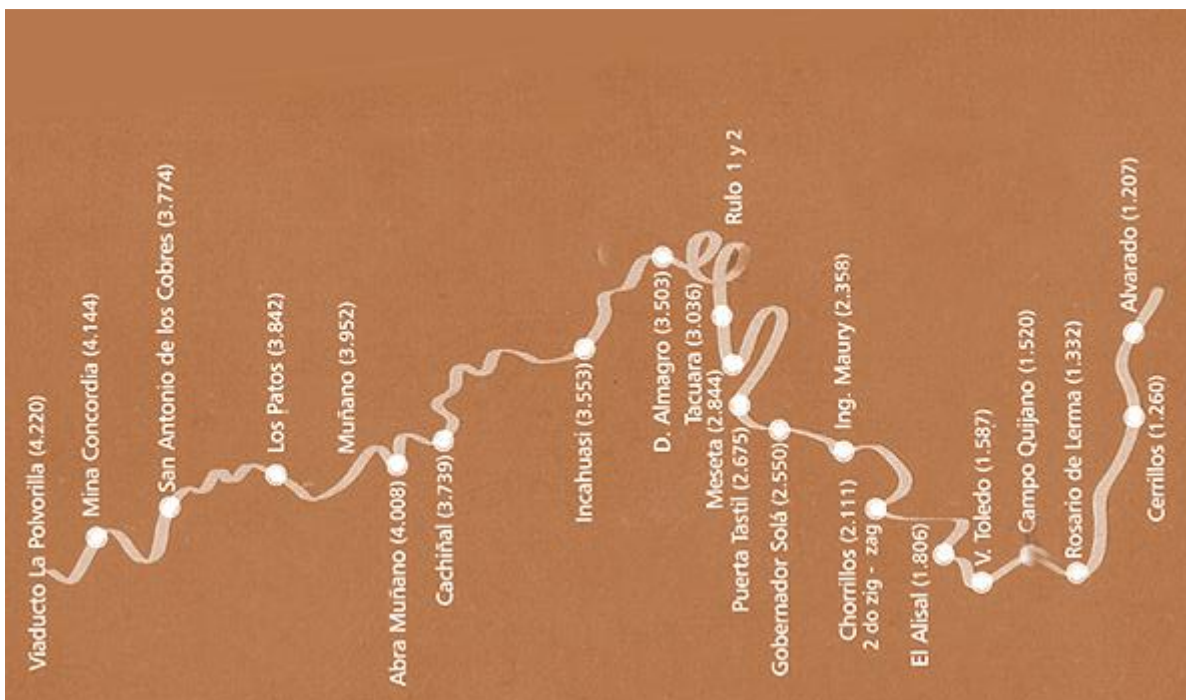 Viaducto La Polvorilla (4.220)
Mina Concordia (4.144)
San Antonio de los Cobres (3.774)
Los Patos (3.842)
Muñano (3.952)
Abra Muñano (4.008)
Cachiñal (3.739)
Incahuasi (3.553)
D. Almagro (3.503)
Tacuara (3.036)
Meseta (2.844)
Rulo 1 y 2
Puerta Tastil (2.675)
Gobernador Solá (2.550)
Ing. Maury (2.358)
Chorrillos (2.111)
2 do zig - zag
El Alisal (1.806)
V. Toledo (1.587)
Campo Quijano (1.520)
Rosario de Lerma (1.332)
Cerrillos (1.260)
Alvarado (1.207)